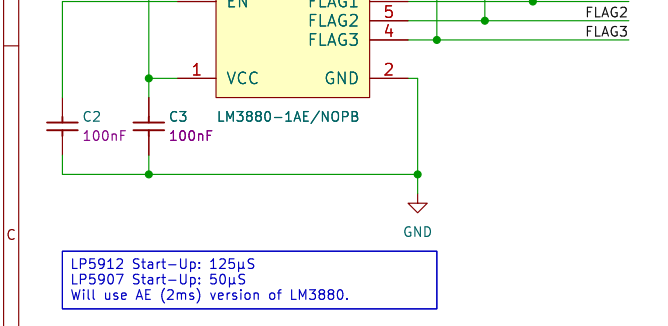 EN
FLAG1
FLAG2
5
FLAG2
FLAG3
4
FLAG3
1
VCC
GND
2
C2
100nF
C3
100nF
LM3880-1AE/NOPB
GND
C
LP5912 Start-Up: 125µS
LP5907 Start-Up: 50µS
Will use AE (2ms) version of LM3880.